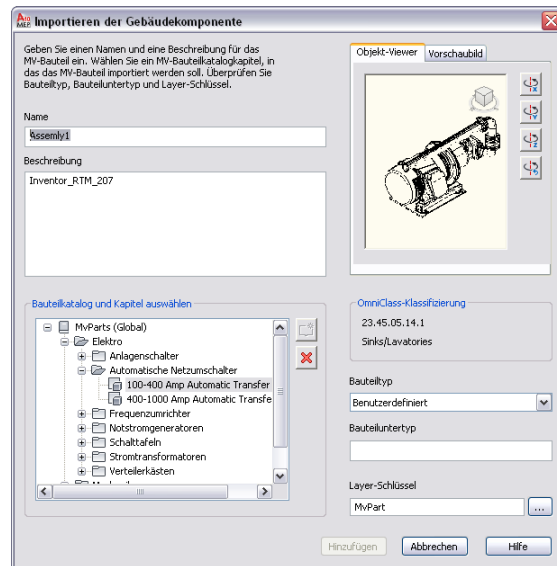 Importieren der Gebäudekomponente
Geben Sie einen Namen und eine Beschreibung für das
MV-Bauteil ein. Wählen Sie ein MV-Bauteilkatalogkapitel, in
das das MV-Bauteil importiert werden soll. Überprüfen Sie
Bauteiltyp, Bauteiluntertyp und Layer-Schlüssel.
Name
Assemly1
Beschreibung
Inventor_RTM_207
Objekt-Viewer
Vorschaubild
X
Y
Z
Bauteilkatalog und Kapitel auswählen
MvParts (Global)
Elektro
Anlagenschalter
Automatische Netzumschalter
100-400 Amp Automatic Transfer
400-1000 Amp Automatic Transfe
Frequenzumrichter
Notstromgeneratoren
Schalttafeln
Stromtransformatoren
Verteilerkästen
OmniClass-Klassifizierung
23.45.05.14.1
Sinks/Lavatories
Bauteiltyp
Benutzerdefiniert
Bauteiluntertyp
Layer-Schlüssel
MvPart
...
Hinzufügen
Abbrechen
Hilfe